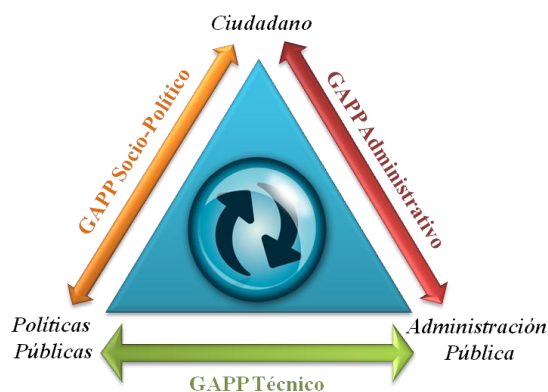 Ciudadano
GAPP Socio-Político
GAPP Administrativo
Políticas
Públicas
Administración
Pública
GAPP Técnico